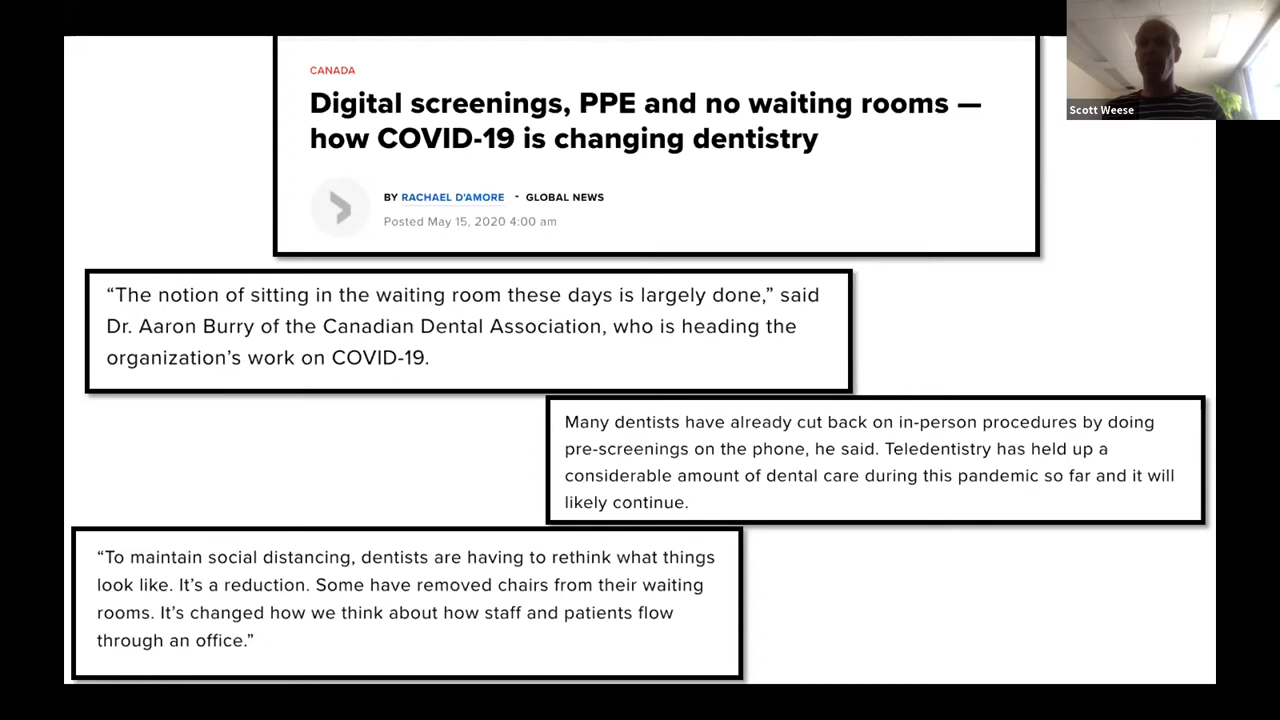 CANADA
Digital screenings, PPE and no waiting rooms —
how COVID-19 is changing dentistry
BY RACHAEL D'AMORE - GLOBAL NEWS
Posted May 15, 2020 4:00 am
Scott Weese
“The notion of sitting in the waiting room these days is largely done,” said
Dr. Aaron Burry of the Canadian Dental Association, who is heading the
organization’s work on COVID-19.
Many dentists have already cut back on in-person procedures by doing
pre-screenings on the phone, he said. Teledentistry has held up a
considerable amount of dental care during this pandemic so far and it will
likely continue.
“To maintain social distancing, dentists are having to rethink what things
look like. It’s a reduction. Some have removed chairs from their waiting
rooms. It’s changed how we think about how staff and patients flow
through an office.”